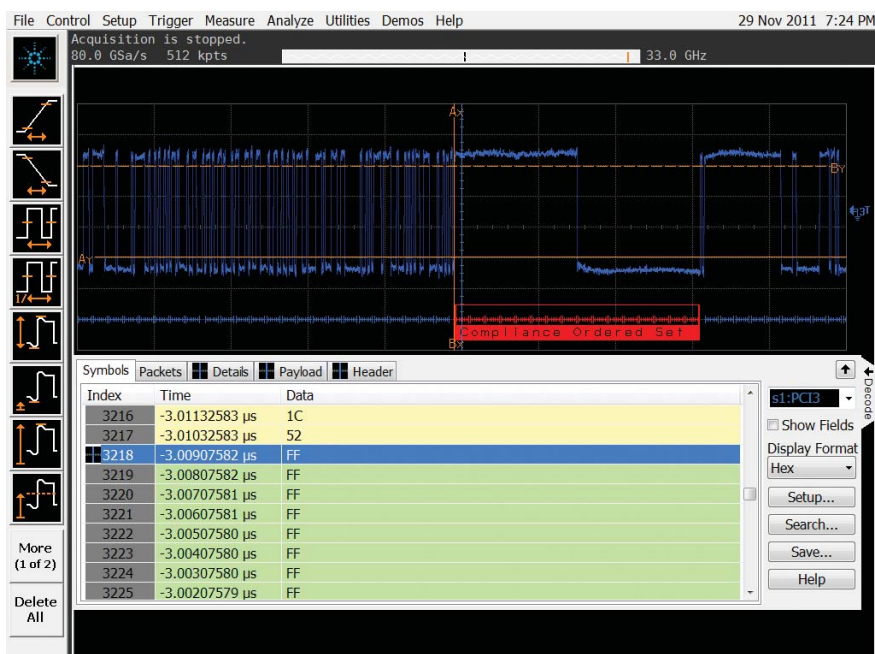 File Control Setup Trigger Measure Analyze Utilities Demos Help 29 Nov 2011 7:24 PM
Acquisition is stopped.
80.0 GSa/s 512 kpts 33.0 GHz
Ax
By
3T
Ay
Compliance Ordered Set
Bx
Symbols Packets Details Payload Header
Decode
Index Time Data
s1:PCI3
3216 -3.01132583 µs 1C
3217 -3.01032583 µs 52
Show Fields
3218 -3.00907582 µs FF
Display Format
3219 -3.00807582 µs FF
Hex
3220 -3.00707581 µs FF
Setup...
3221 -3.00607581 µs FF
Search...
3222 -3.00507580 µs FF
3223 -3.00407580 µs FF
Save...
3224 -3.00307580 µs FF
Help
3225 -3.00207579 µs FF
1/
More
(1 of 2)
Delete
All